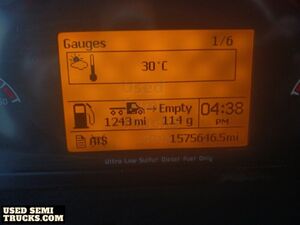 Gauges 1/6
30°C
→ Empty 04:38
1243 mi 114 g PM
1575646.5mi
Ultra Low Sulfur Diesel Fuel Only
USED SEMI
TRUCKS.COM